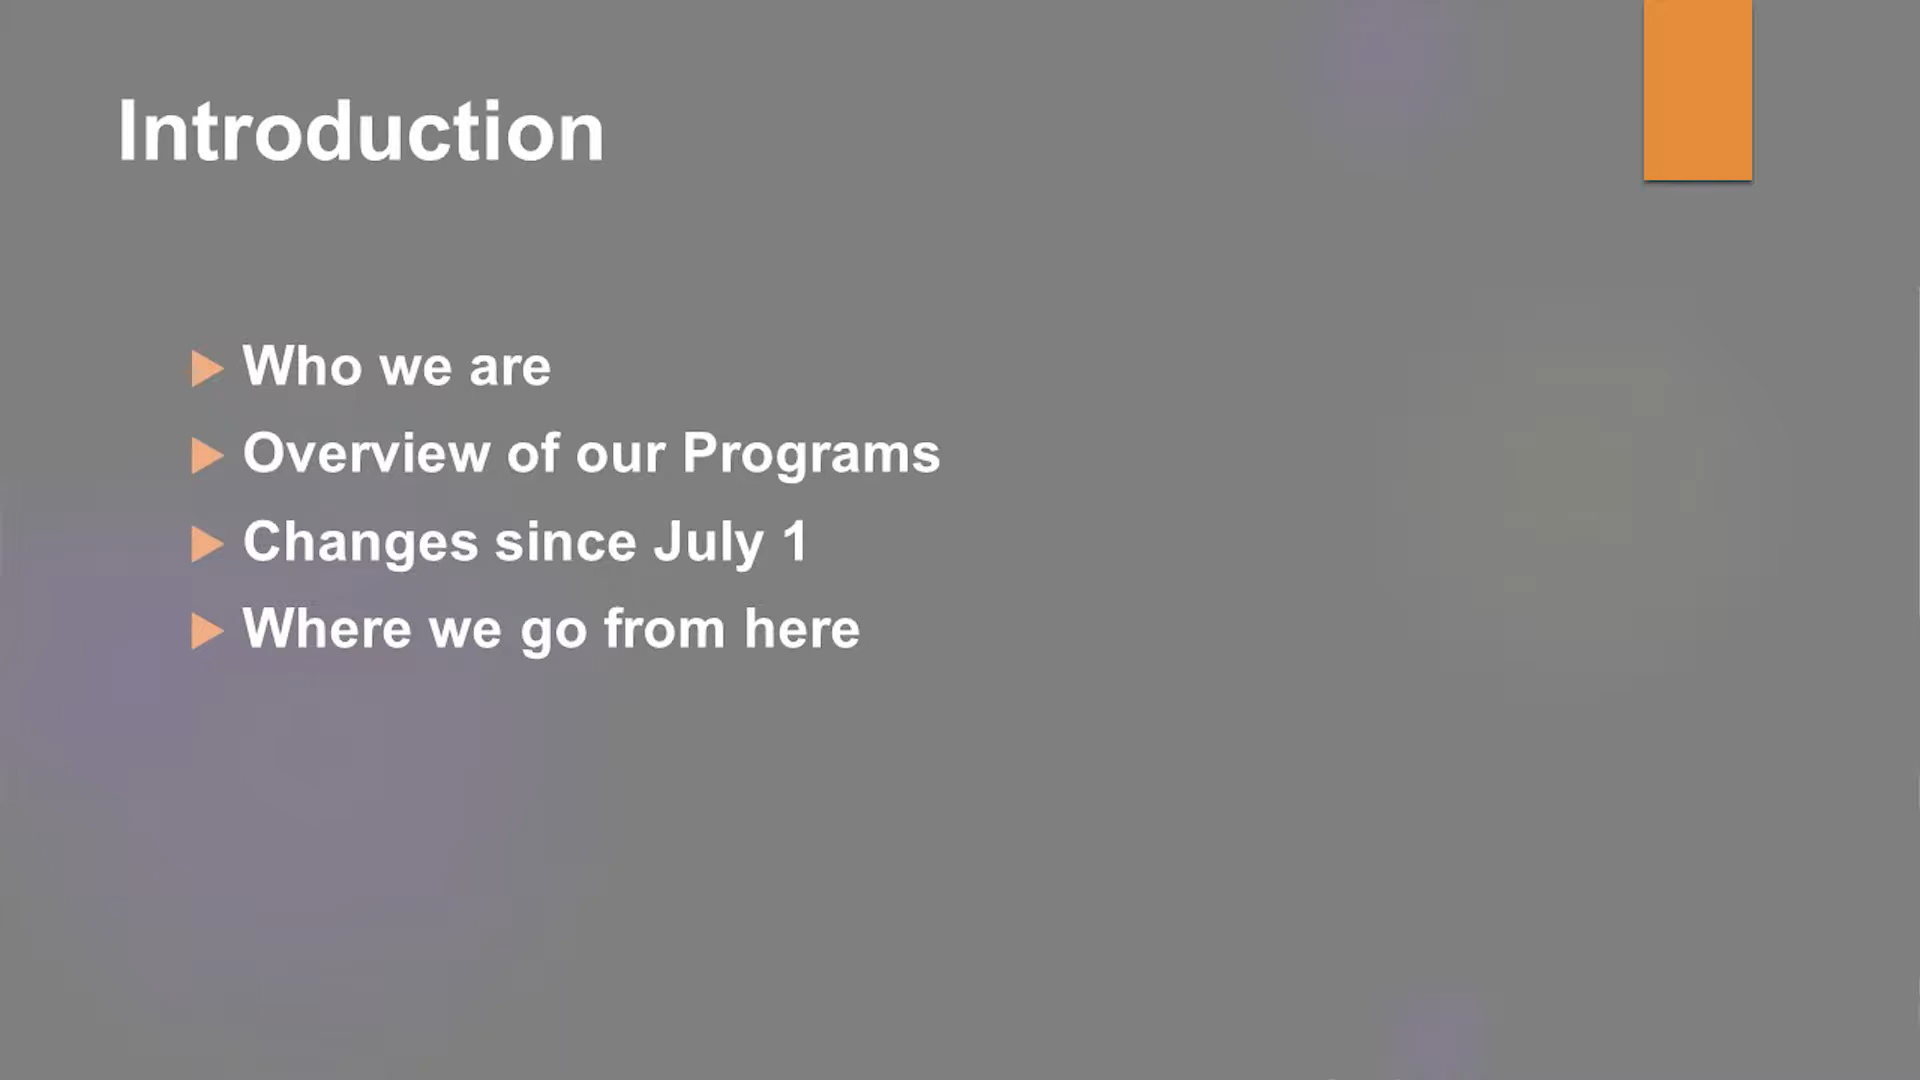 Introduction
Who we are
Overview of our Programs
Changes since July 1
Where we go from here